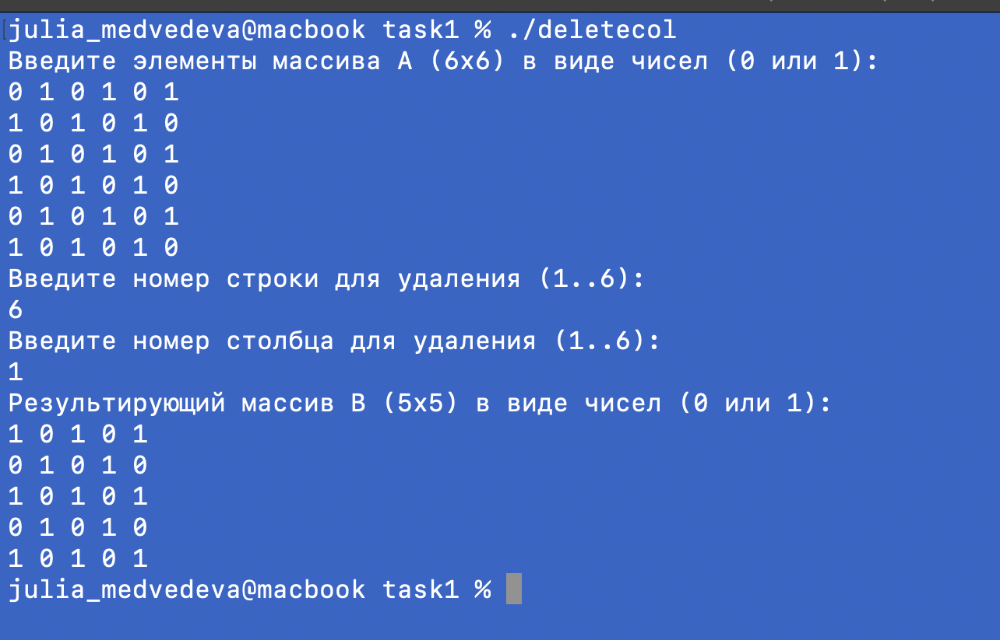 julia_medvedeva@macbook task1 % ./deletecol
Введите элементы массива A (6x6) в виде чисел (0 или 1):
0 1 0 1 0 1
1 0 1 0 1 0
0 1 0 1 0 1
1 0 1 0 1 0
0 1 0 1 0 1
1 0 1 0 1 0
Введите номер строки для удаления (1..6):
6
Введите номер столбца для удаления (1..6):
1
Результирующий массив B (5x5) в виде чисел (0 или 1):
1 0 1 0 1
0 1 0 1 0
1 0 1 0 1
0 1 0 1 0
1 0 1 0 1
julia_medvedeva@macbook task1 %